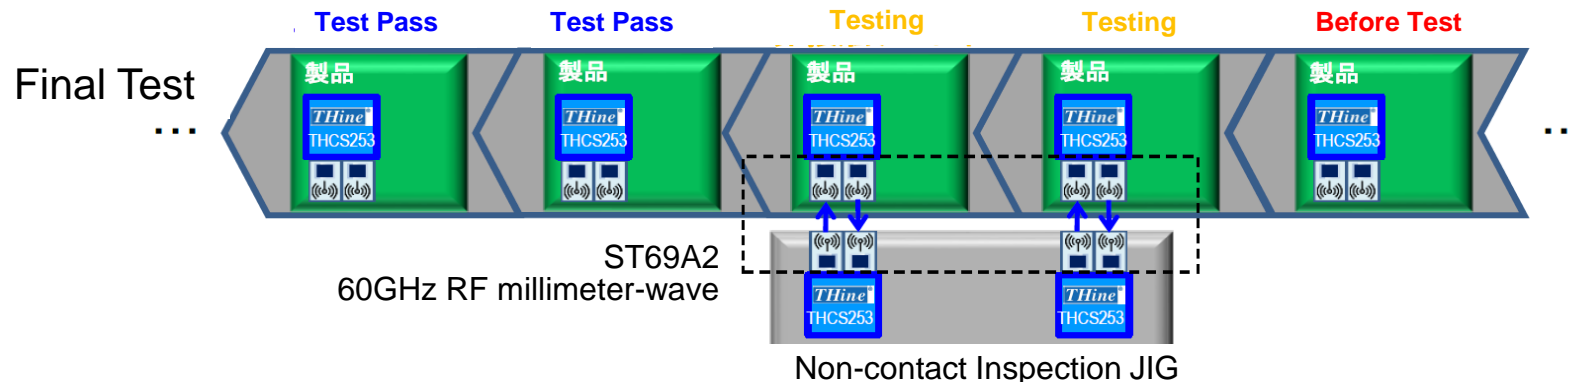 Test Pass
Test Pass
Testing
Testing
Before Test
Final Test
...
製品
製品
製品
製品
製品
..
THine
THine
THine
THine
THine
THCS253
THCS253
THCS253
THCS253
THCS253
ST69A2
60GHz RF millimeter-wave
THine
THine
THCS253
THCS253
Non-contact Inspection JIG